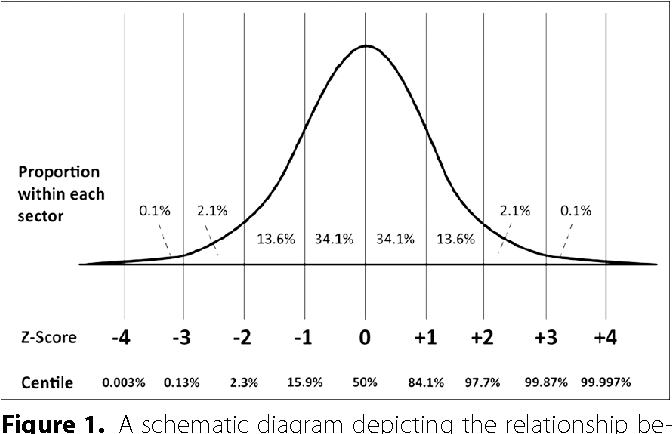 Proportion
within each
sector
0.1% 2.1% 13.6% 34.1% 34.1% 13.6% 2.1% 0.1%
Z-Score -4 -3 -2 -1 0 +1 +2 +3 +4
Centile 0.003% 0.13% 2.3% 15.9% 50% 84.1% 97.7% 99.87% 99.997%
Figure 1. A schematic diagram depicting the relationship be-